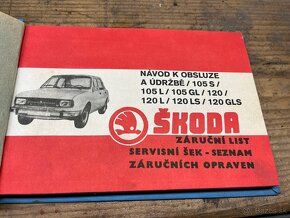 NÁVOD K OBSLUZE
A ÚDRŽBĚ / 105 S /
105 L / 105 GL / 120 /
120 L / 120 LS / 120 GLS
ŠKODA
ZÁRUČNÍ LIST
SERVISNÍ ŠEK - SEZNAM
ZÁRUČNÍCH OPRAVEN